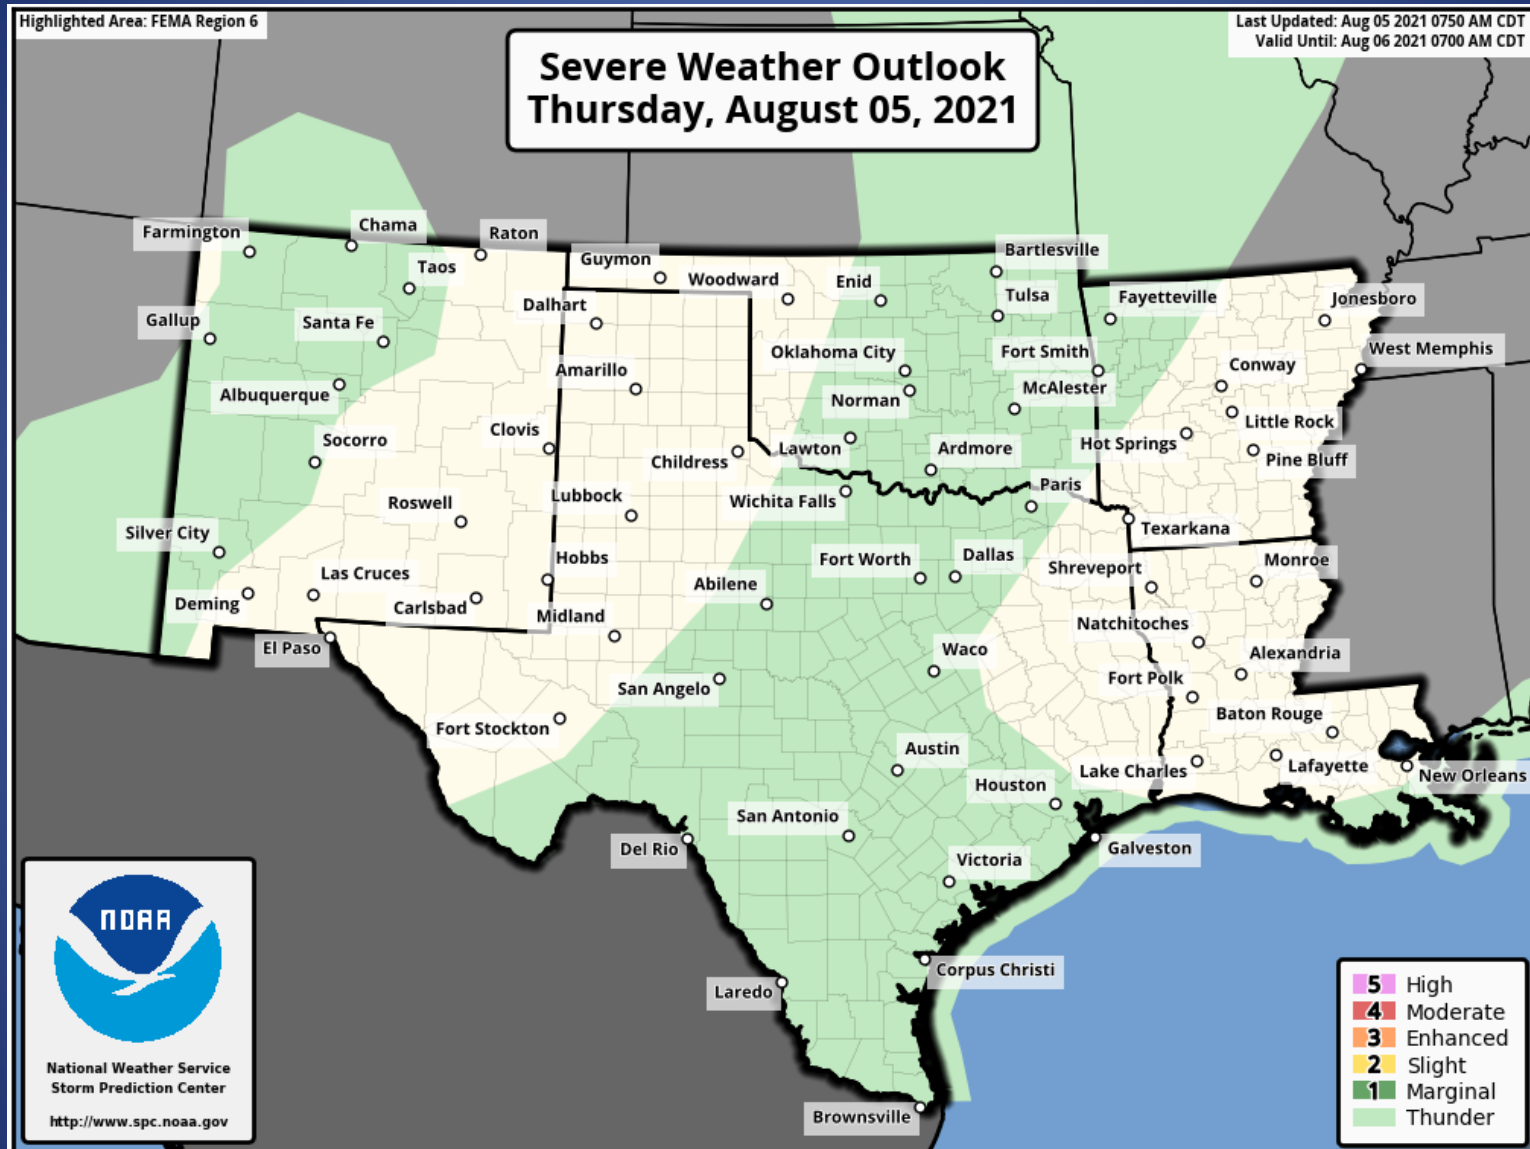 Highlighted Area: FEMA Region 6
Last Updated: Aug 05 2021 0750 AM CDT
Valid Until: Aug 06 2021 0700 AM CDT
Severe Weather Outlook
Thursday, August 05, 2021
Farmington
Chama
Raton
Taos
Guymon
Woodward
Enid
Bartlesville
Tulsa
Fayetteville
Jonesboro
Gallup
Santa Fe
Dalhart
Oklahoma City
Fort Smith
West Memphis
Conway
Albuquerque
Amarillo
Norman
McAlester
Little Rock
Socorro
Clovis
Childress
Lawton
Ardmore
Hot Springs
Pine Bluff
Roswell
Lubbock
Wichita Falls
Paris
Texarkana
Silver City
Hobbs
Fort Worth
Dallas
Shreveport
Monroe
Las Cruces
Abilene
Deming
Carlsbad
Midland
Natchitoches
El Paso
Waco
Alexandria
San Angelo
Fort Polk
Fort Stockton
Baton Rouge
Austin
Lake Charles
Lafayette
New Orleans
Houston
San Antonio
Del Rio
Victoria
Galveston
Corpus Christi
Laredo
Brownsville
NOAA
National Weather Service
Storm Prediction Center
http://www.spc.noaa.gov
5 High
4 Moderate
3 Enhanced
2 Slight
1 Marginal
Thunder